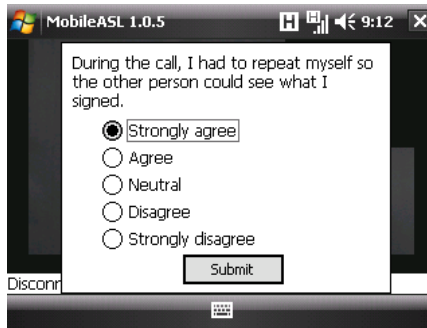 MobileASL 1.0.5
H H 9:12
During the call, I had to repeat myself so
the other person could see what I
signed.
Strongly agree
Agree
Neutral
Disagree
Strongly disagree
Submit
Disconr